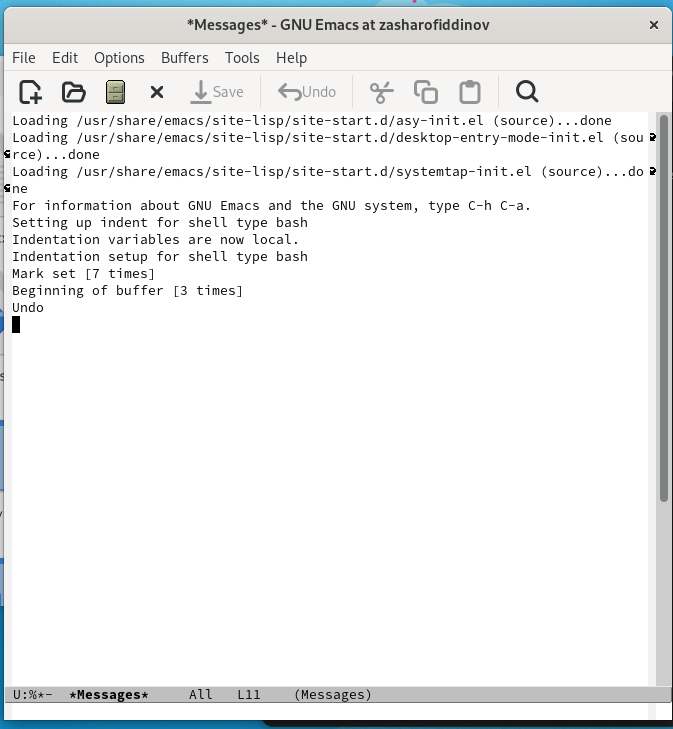 *Messages* - GNU Emacs at zasharofiddinov
File Edit Options Buffers Tools Help
Save Undo
Loading /usr/share/emacs/site-lisp/site-start.d/asy-init.el (source)...done
Loading /usr/share/emacs/site-lisp/site-start.d/desktop-entry-mode-init.el (sou
rce)...done
Loading /usr/share/emacs/site-lisp/site-start.d/systemtap-init.el (source)...do
ne
For information about GNU Emacs and the GNU system, type C-h C-a.
Setting up indent for shell type bash
Indentation variables are now local.
Indentation setup for shell type bash
Mark set [7 times]
Beginning of buffer [3 times]
Undo
U:%*- *Messages* All L11 (Messages)